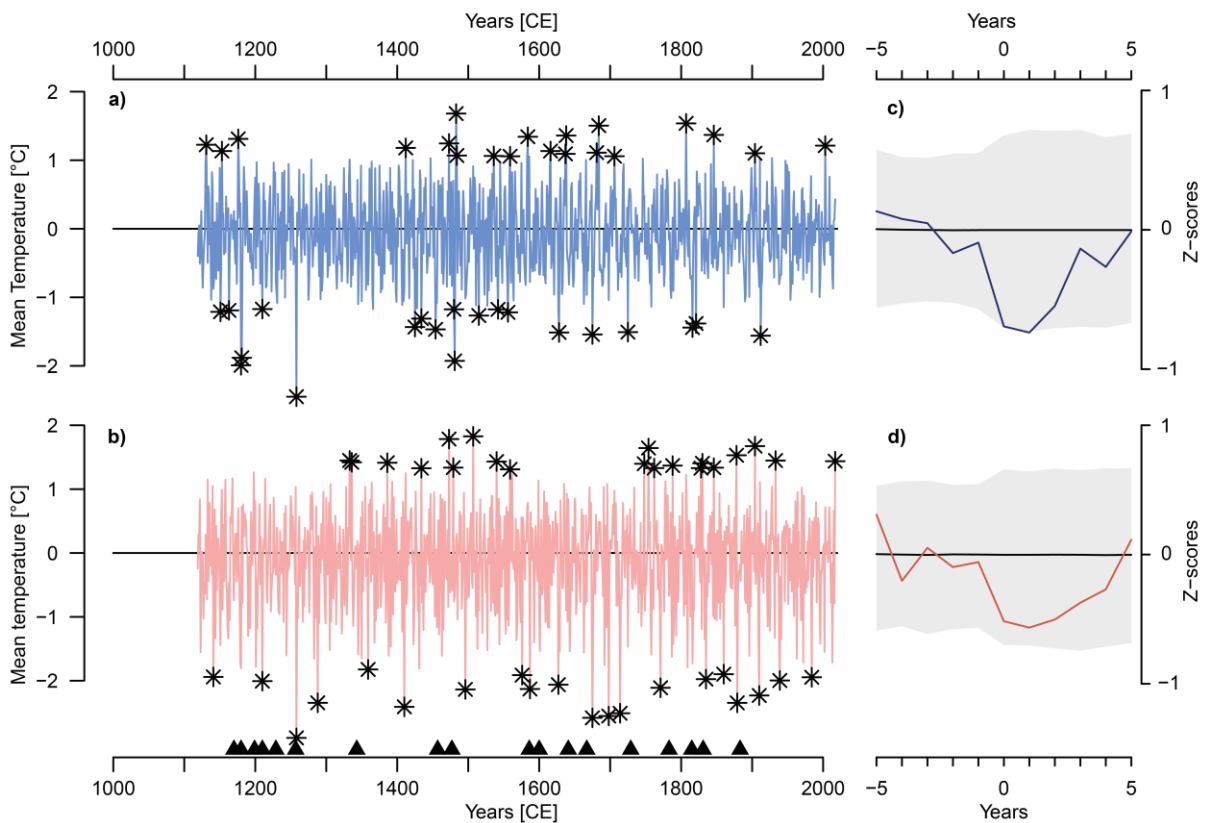 Years [CE]
1000 1200 1400 1600 1800 2000
Years
−5 0 5
a)
Mean Temperature [°C]
2
1
0
−1
−2
c)
1
0
−1
Z-scores
b)
Mean temperature [°C]
2
1
0
−1
−2
d)
1
0
−1
Z-scores
1000 1200 1400 1600 1800 2000
Years [CE]
−5 0 5
Years